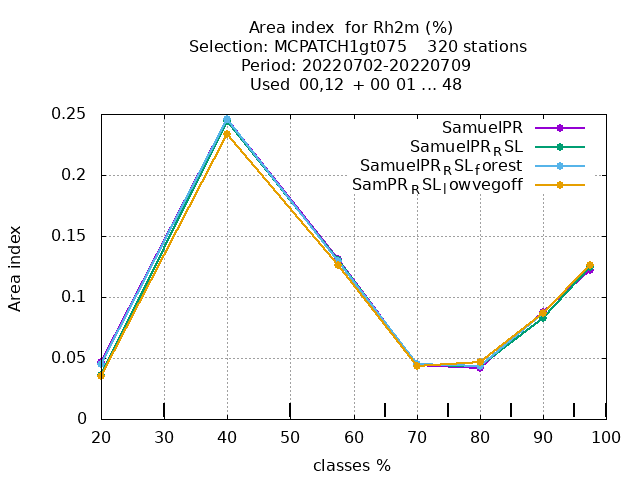 Area index  for Rh2m (%)
Selection: MCPATCH1gt075    320 stations
Period: 20220702-20220709
Used  00,12  + 00 01 ... 48
0.25
0.2
0.15
0.1
0.05
0
Area index
SamuelPR
SamuelPR_RSL
SamuelPR_RSL_forest
SamPR_RSL_lowvegoff
20 30 40 50 60 70 80 90 100
classes %